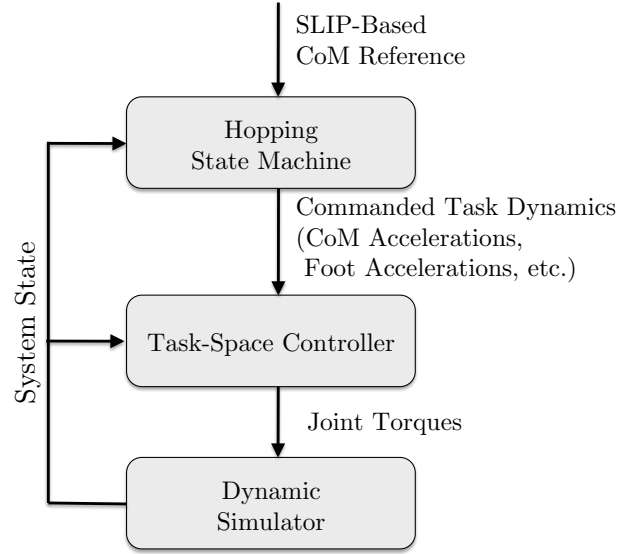 SLIP-Based
CoM Reference
Hopping
State Machine
Commanded Task Dynamics
(CoM Accelerations,
Foot Accelerations, etc.)
System State
Task-Space Controller
Joint Torques
Dynamic
Simulator